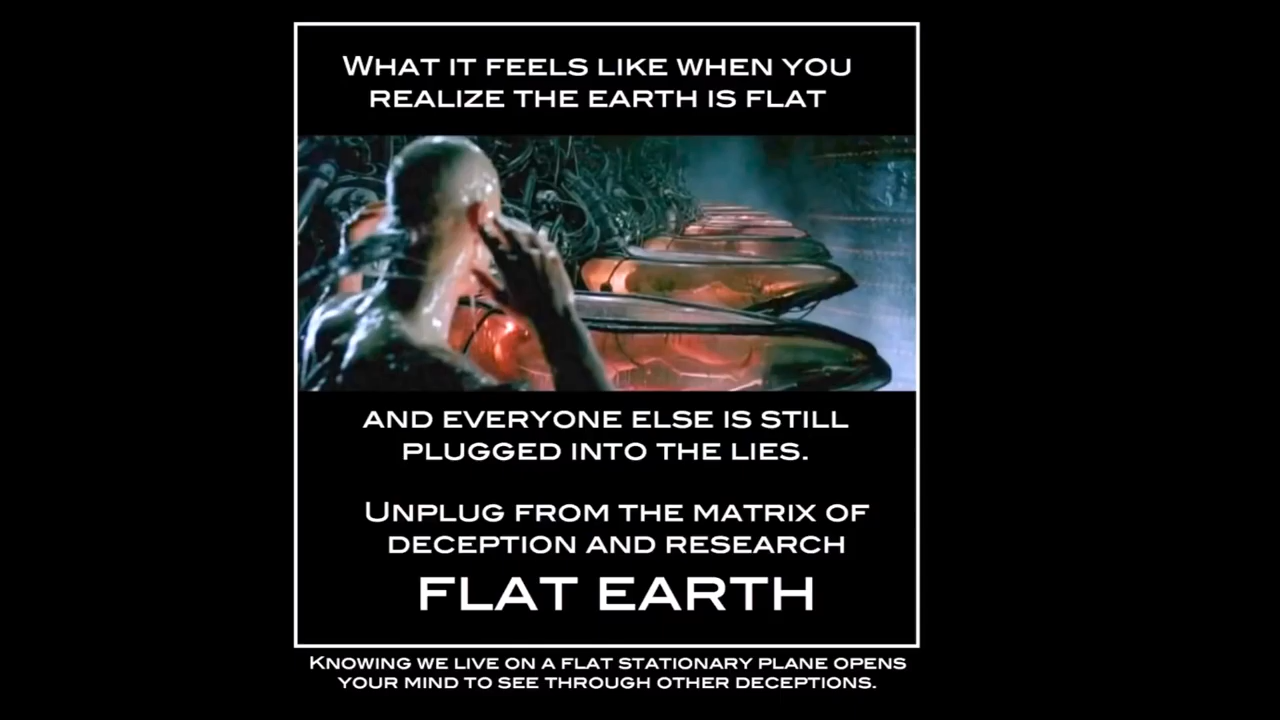 What it feels like when you
realize the earth is flat
and everyone else is still
plugged into the lies.
Unplug from the matrix of
deception and research
FLAT EARTH
Knowing we live on a flat stationary plane opens
your mind to see through other deceptions.